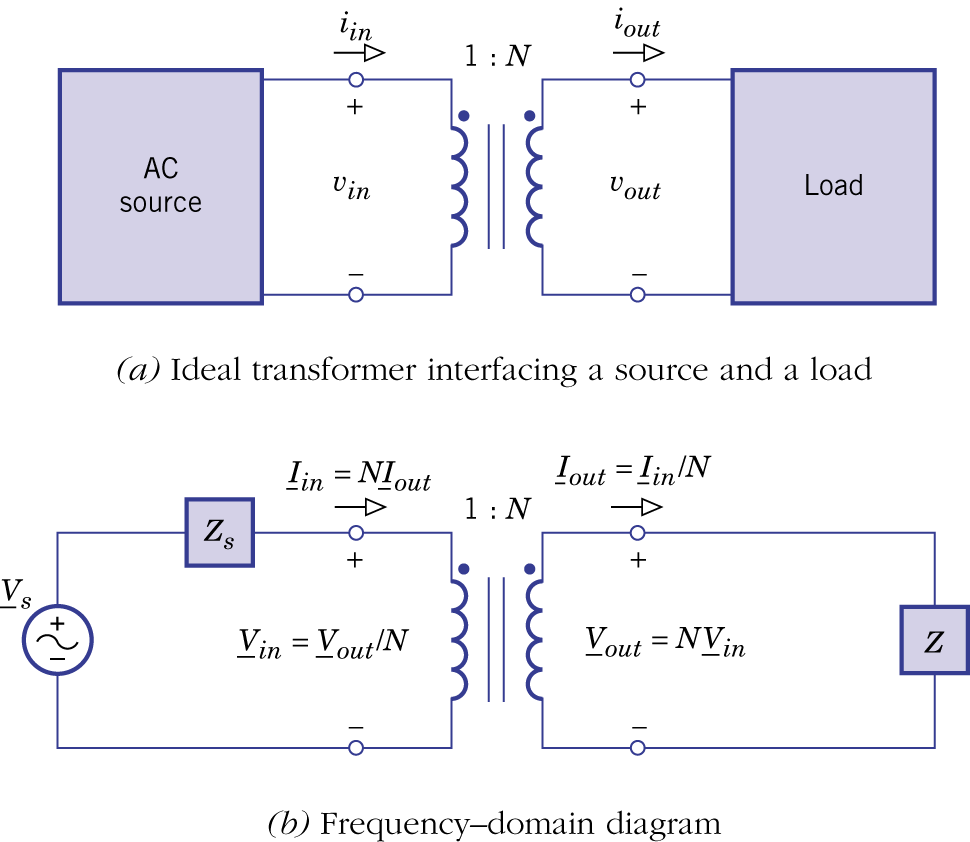 i_in
i_out
1 : N
AC
source
+
v_in
−
+
v_out
−
Load
(a) Ideal transformer interfacing a source and a load
I_in = NI_out
I_out = I_in/N
1 : N
Z_s
V_s
+
−
+
V_in = V_out/N
−
+
V_out = NV_in
−
Z
(b) Frequency–domain diagram